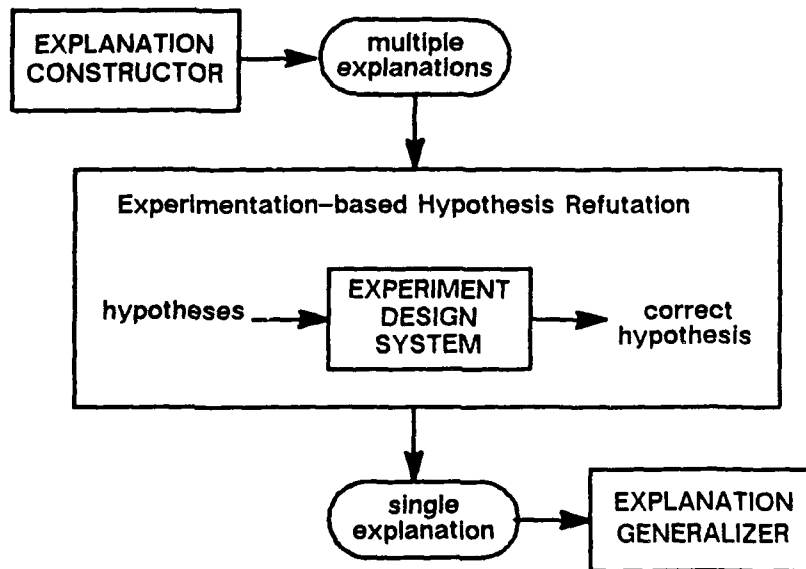 EXPLANATION
CONSTRUCTOR
multiple
explanations
Experimentation-based Hypothesis Refutation
hypotheses
EXPERIMENT
DESIGN
SYSTEM
correct
hypothesis
single
explanation
EXPLANATION
GENERALIZER